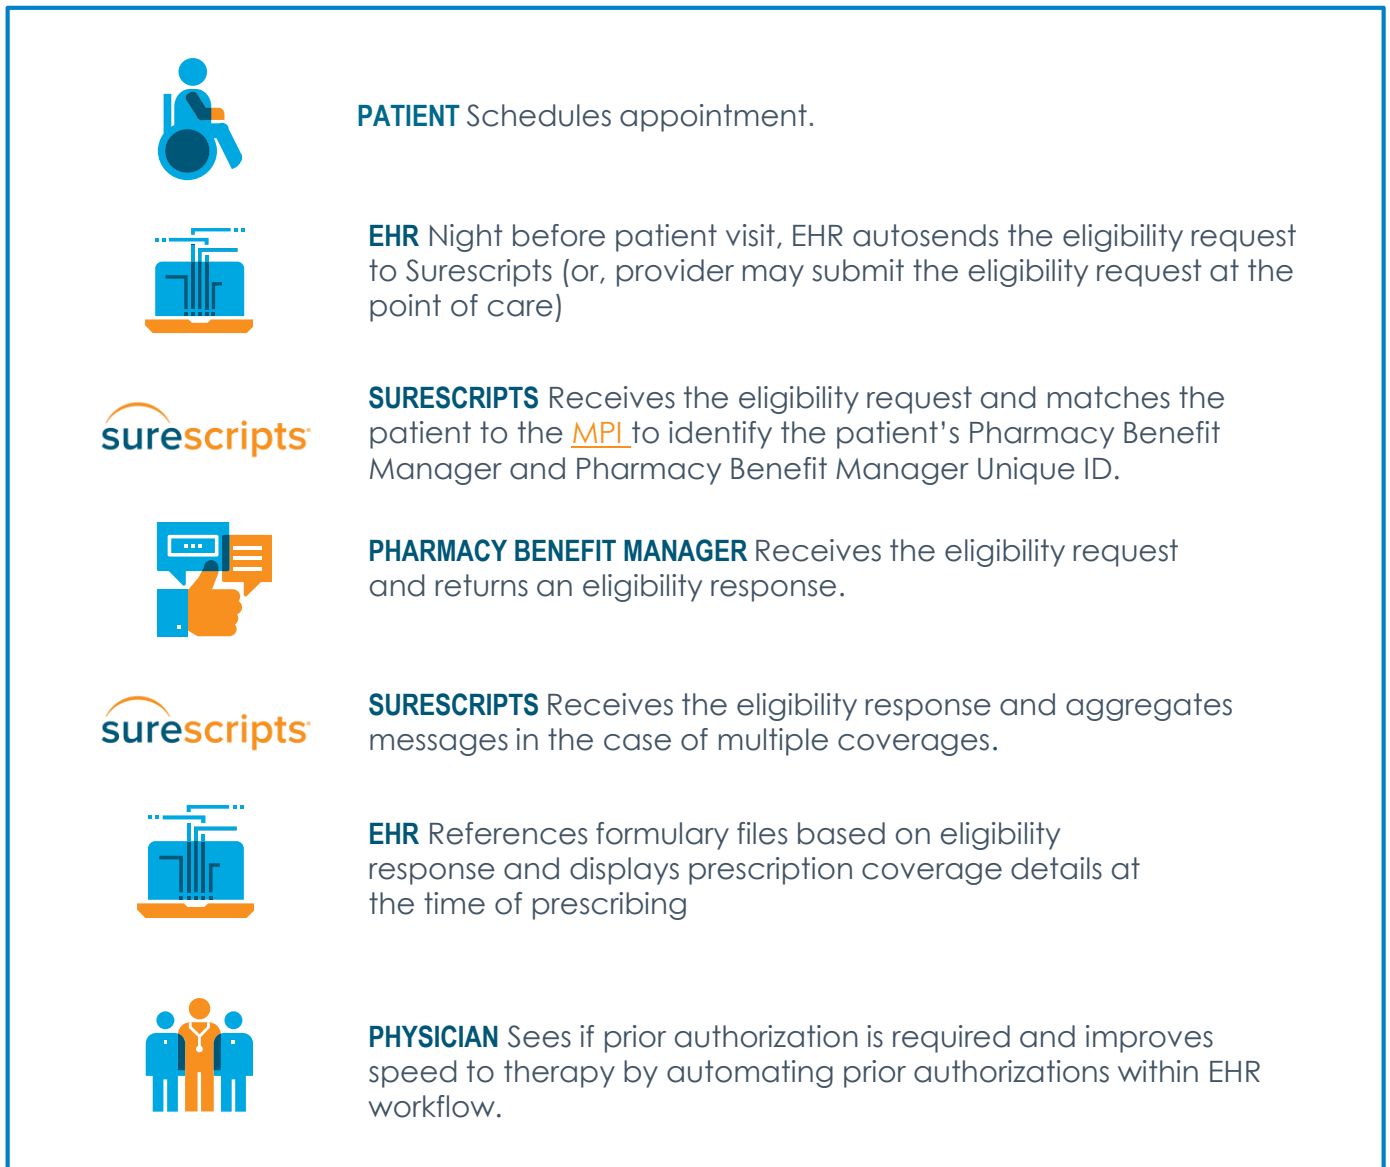 PATIENT Schedules appointment.
EHR Night before patient visit, EHR autosends the eligibility request
to Surescripts (or, provider may submit the eligibility request at the
point of care)
surescripts
SURESCRIPTS Receives the eligibility request and matches the
patient to the MPI to identify the patient’s Pharmacy Benefit
Manager and Pharmacy Benefit Manager Unique ID.
PHARMACY BENEFIT MANAGER Receives the eligibility request
and returns an eligibility response.
surescripts
SURESCRIPTS Receives the eligibility response and aggregates
messages in the case of multiple coverages.
EHR References formulary files based on eligibility
response and displays prescription coverage details at
the time of prescribing
PHYSICIAN Sees if prior authorization is required and improves
speed to therapy by automating prior authorizations within EHR
workflow.